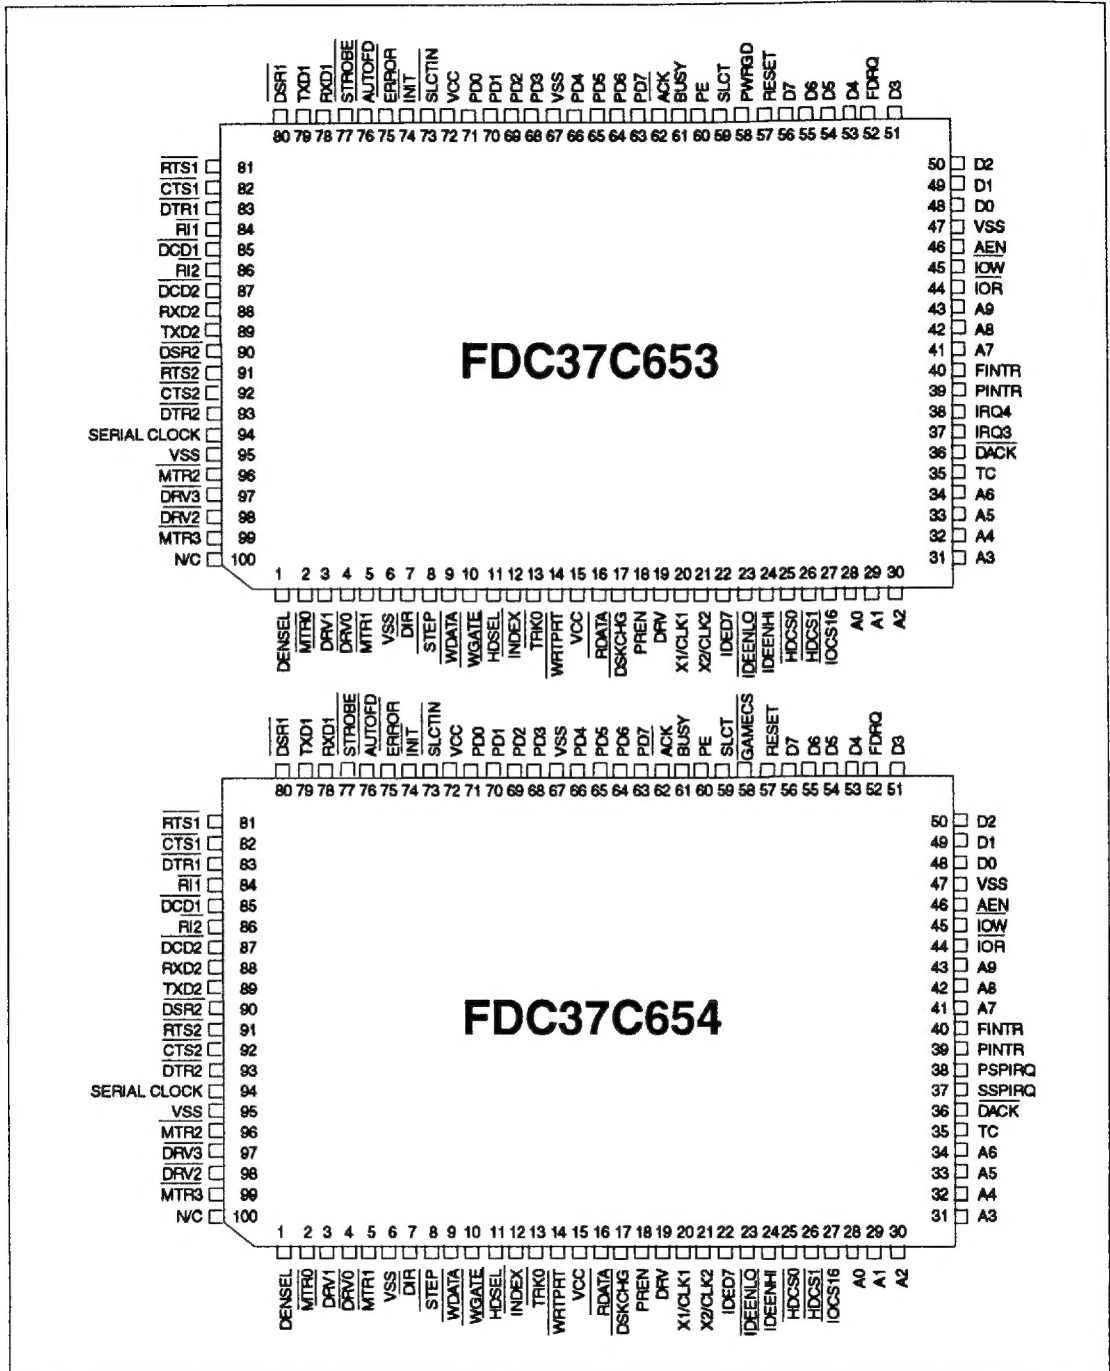 DSR1 TXD1 RXD1 STROBE AUTOFD ERROR INIT SLCTIN VCC PD0 PD1 PD2 PD3 VSS PD4 PD5 PD6 PD7 ACK BUSY PE SLCT PWRGD RESET D7 D6 D5 D4 FDRQ D3
80 79 78 77 76 75 74 73 72 71 70 69 68 67 66 65 64 63 62 61 60 59 58 57 56 55 54 53 52 51
RTS1 81 50 D2
CTS1 82 49 D1
DTR1 83 48 D0
RI1 84 47 VSS
DCD1 85 46 AEN
RI2 86 45 IOW
DCD2 87 44 IOR
RXD2 88 43 A9
TXD2 89 42 A8
DSR2 90 41 A7
FDC37C653
RTS2 91 40 FINTR
CTS2 92 39 PINTR
DTR2 93 38 IRQ4
SERIAL CLOCK 94 37 IRQ3
VSS 95 36 DACK
MTR2 96 35 TC
DRV3 97 34 A6
DRV2 98 33 A5
MTR3 99 32 A4
N/C 100 31 A3
1 2 3 4 5 6 7 8 9 10 11 12 13 14 15 16 17 18 19 20 21 22 23 24 25 26 27 28 29 30
DENSEL MTR0 DRV1 DRV0 MTR1 VSS DIR STEP WDATA WGATE HDSEL INDEX TRK0 WRTPRT VCC RDATA DSKCHG PREN DRV X1/CLK1 X2/CLK2 IDED7 IDEENLO IDEENHI HDCS0 HDCS1 IOCS16 A0 A1 A2
DSR1 TXD1 RXD1 STROBE AUTOFD ERROR INIT SLCTIN VCC PD0 PD1 PD2 PD3 VSS PD4 PD5 PD6 PD7 ACK BUSY PE SLCT GAMECS RESET D7 D6 D5 D4 FDRQ D3
80 79 78 77 76 75 74 73 72 71 70 69 68 67 66 65 64 63 62 61 60 59 58 57 56 55 54 53 52 51
RTS1 81 50 D2
CTS1 82 49 D1
DTR1 83 48 D0
RI1 84 47 VSS
DCD1 85 46 AEN
RI2 86 45 IOW
DCD2 87 44 IOR
RXD2 88 43 A9
TXD2 89 42 A8
DSR2 90 41 A7
FDC37C654
RTS2 91 40 FINTR
CTS2 92 39 PINTR
DTR2 93 38 PSPIRQ
SERIAL CLOCK 94 37 SSPIRQ
VSS 95 36 DACK
MTR2 96 35 TC
DRV3 97 34 A6
DRV2 98 33 A5
MTR3 99 32 A4
N/C 100 31 A3
1 2 3 4 5 6 7 8 9 10 11 12 13 14 15 16 17 18 19 20 21 22 23 24 25 26 27 28 29 30
DENSEL MTR0 DRV1 DRV0 MTR1 VSS DIR STEP WDATA WGATE HDSEL INDEX TRK0 WRTPRT VCC RDATA DSKCHG PREN DRV X1/CLK1 X2/CLK2 IDED7 IDEENLO IDEENHI HDCS0 HDCS1 IOCS16 A0 A1 A2